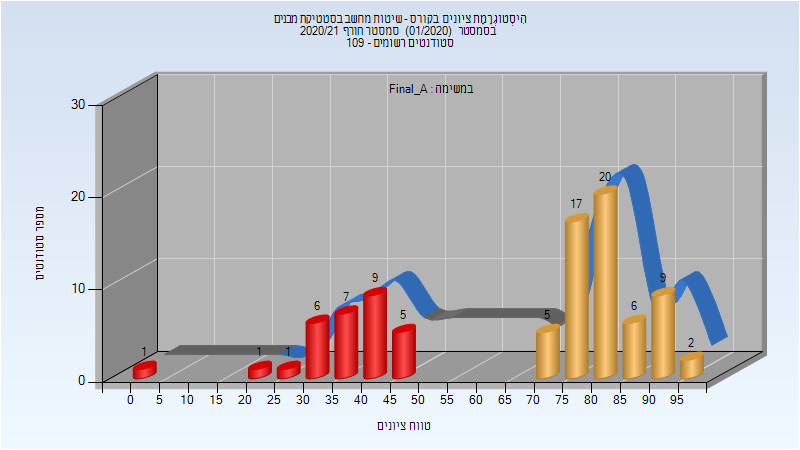 היסטוגרמת ציונים בקורס - שיטות מחשב בסטטיקת מבנים
בסמסטר (01/2020) סמסטר חורף 2020/21
סטודנטים רשומים - 109
במשימה : Final_A
מספר סטודנטים
30
20
10
0
1
1
1
6
7
9
5
5
17
20
6
9
2
0 5 10 15 20 25 30 35 40 45 50 55 60 65 70 75 80 85 90 95
טווח ציונים